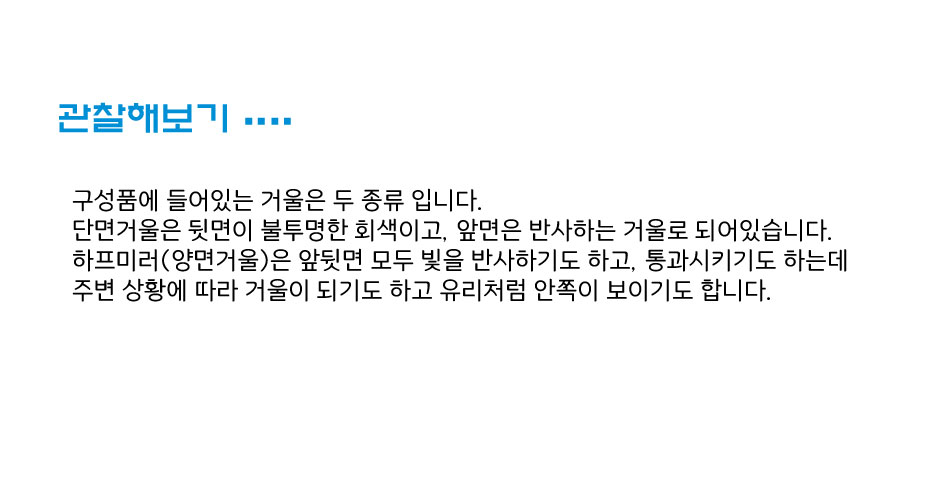 관찰해보기 ....
구성품에 들어있는 거울은 두 종류 입니다.
단면거울은 뒷면이 불투명한 회색이고, 앞면은 반사하는 거울로 되어있습니다.
하프미러(양면거울)은 앞뒷면 모두 빛을 반사하기도 하고, 통과시키기도 하는데
주변 상황에 따라 거울이 되기도 하고 유리처럼 안쪽이 보이기도 합니다.